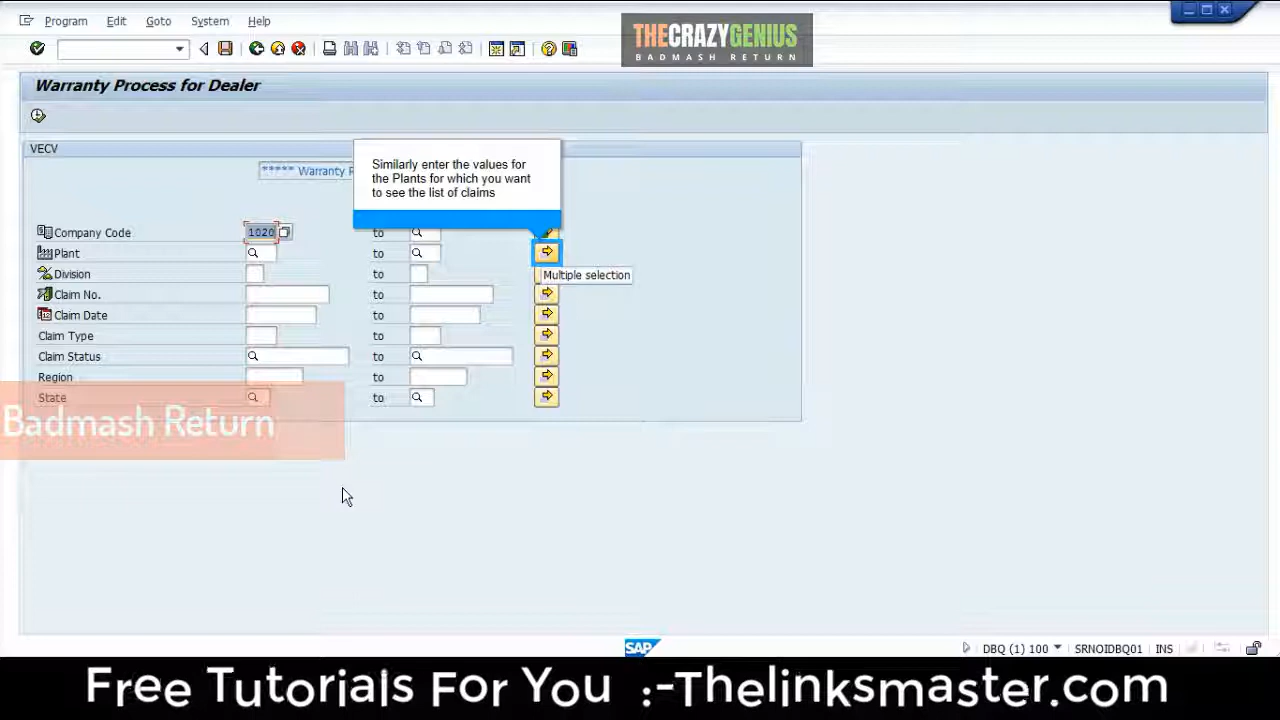 Program Edit Goto System Help
THECRAZYGENIUS
BADMASH RETURN
Warranty Process for Dealer
VECV
***** Warranty
Similarly enter the values for
the Plants for which you want
to see the list of claims
Company Code 1020 to
Plant to
Multiple selection
Division to
Claim No. to
Claim Date to
Claim Type to
Claim Status to
Region to
State to
Badmash Return
SAP
DBQ (1) 100 SRNOIDBQ01 INS
Free Tutorials For You :-Thelinksmaster.com